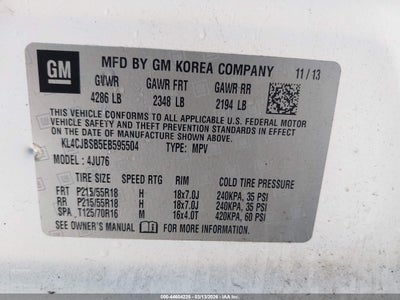 GM
MFD BY GM KOREA COMPANY 11 / 13
GVWR GAWR FRT GAWR RR
4286 LB 2348 LB 2194 LB
THIS VEHICLE CONFORMS TO ALL APPLICABLE U.S. FEDERAL MOTOR
VEHICLE SAFETY AND THEFT PREVENTION STANDARDS IN EFFECT ON
THE DATE OF MANUFACTURE SHOWN ABOVE.
KL4CJBSB5EB595504 TYPE: MPV
MODEL : 4JU76
TIRE SIZE SPEED RTG RIM COLD TIRE PRESSURE
FRT P215/55R18 H 18x7.0J 240KPA, 35 PSI
RR P215/55R18 H 18x7.0J 240KPA, 35 PSI
SPA T125/70R16 M 16x4.0T 420KPA, 60 PSI
SEE OWNER'S MANUAL FOR ADDITIONAL INFORMATION.